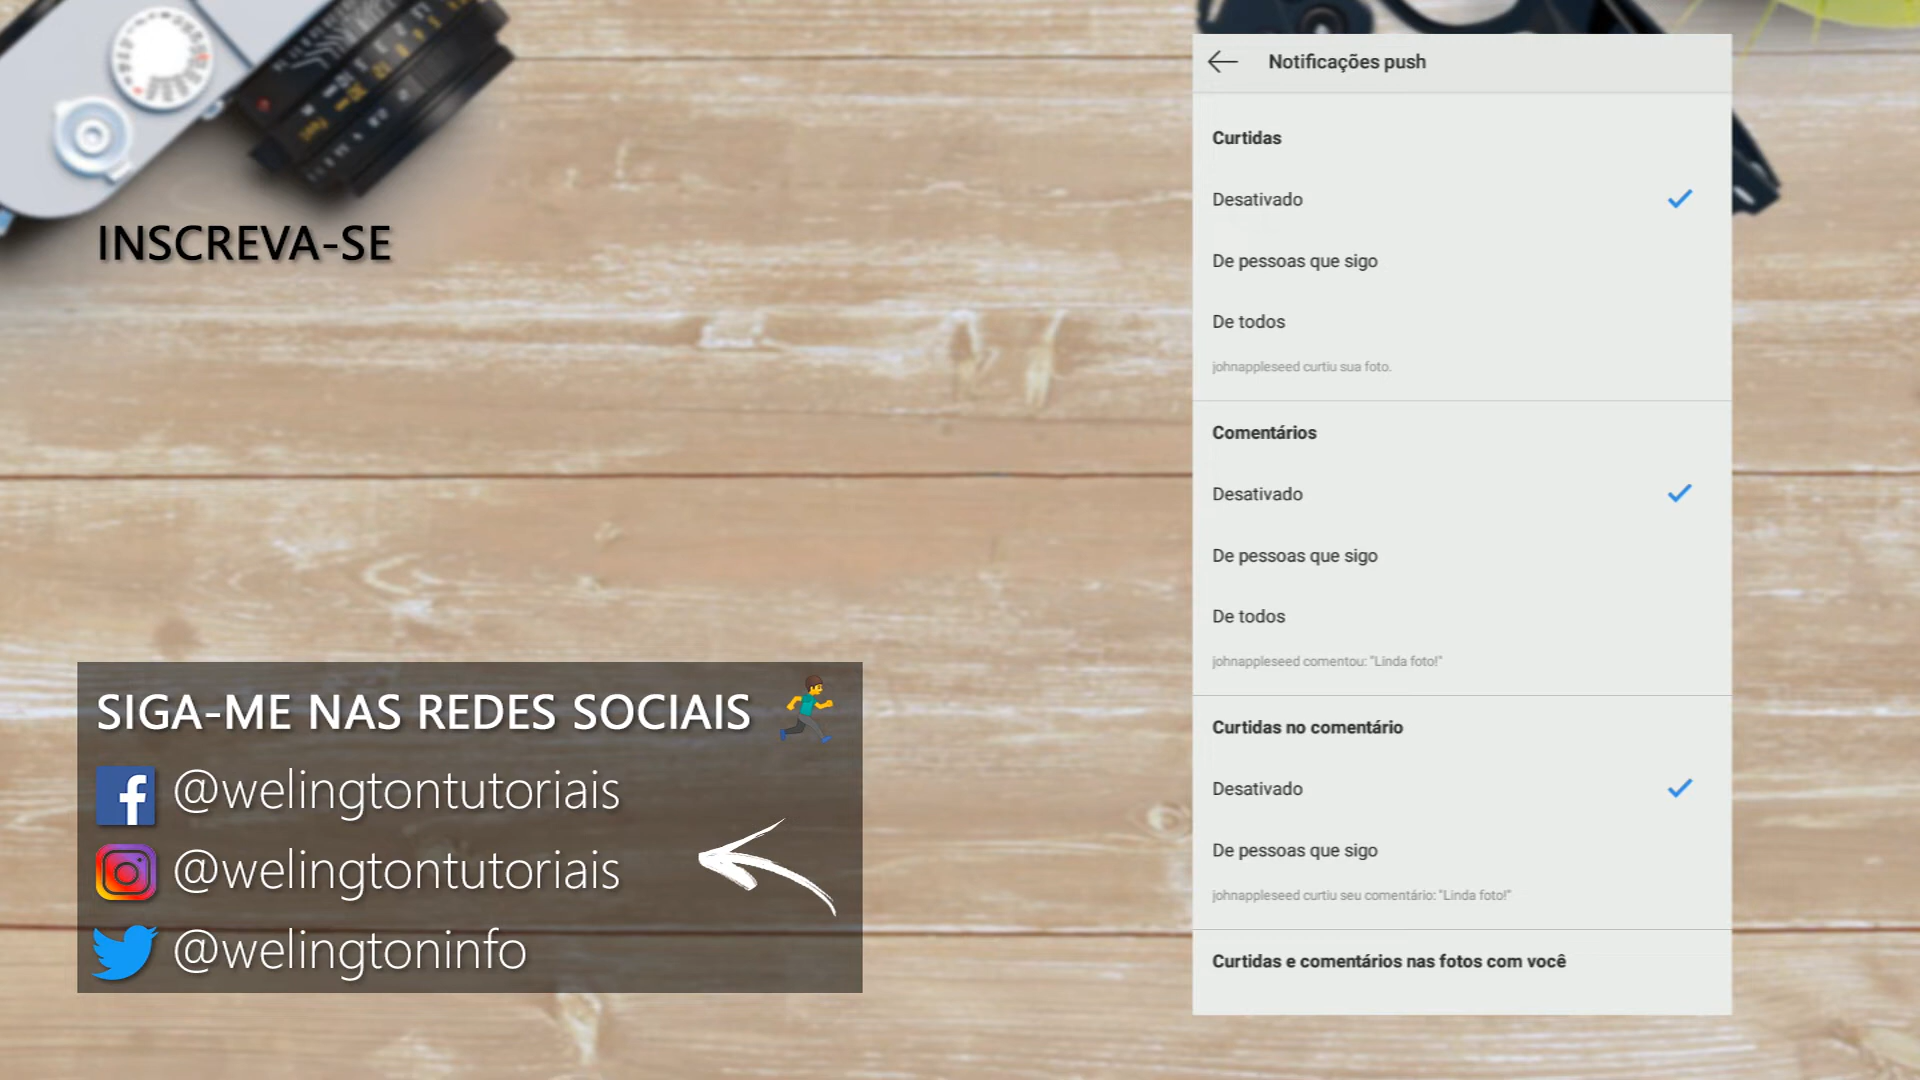 INSCREVA-SE
SIGA-ME NAS REDES SOCIAIS
@welingtontutoriais
@welingtontutoriais
@welingtoninfo
Notificações push
Curtidas
Desativado
De pessoas que sigo
De todos
johnappleseed curtiu sua foto.
Comentários
Desativado
De pessoas que sigo
De todos
johnappleseed comentou: "Linda foto!"
Curtidas no comentário
Desativado
De pessoas que sigo
johnappleseed curtiu seu comentário: "Linda foto!"
Curtidas e comentários nas fotos com você